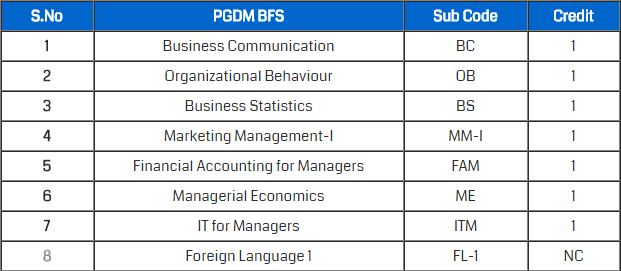 S.No PGDM BFS Sub Code Credit
1 Business Communication BC 1
2 Organizational Behaviour OB 1
3 Business Statistics BS 1
4 Marketing Management-I MM-I 1
5 Financial Accounting for Managers FAM 1
6 Managerial Economics ME 1
7 IT for Managers ITM 1
8 Foreign Language 1 FL-1 NC